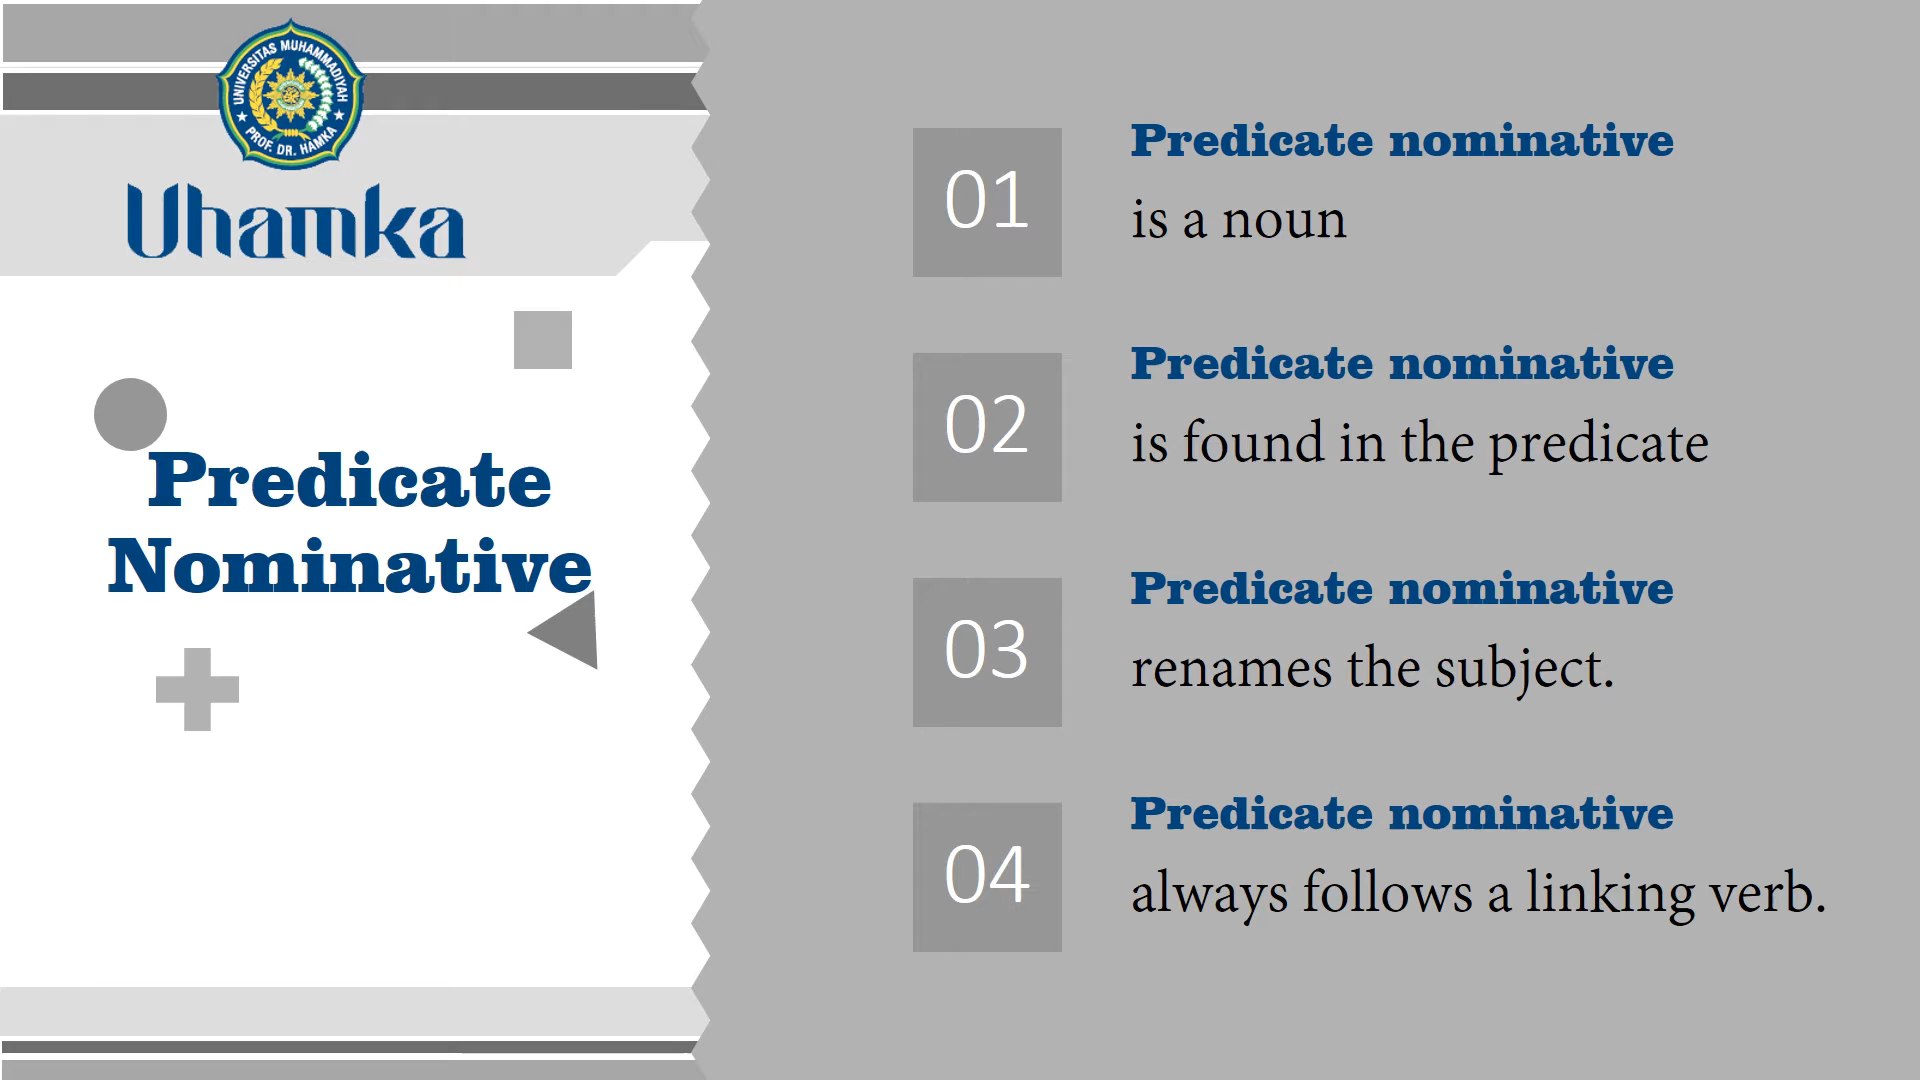 UNIVERSITAS MUHAMMADIYAH
PROF. DR. HAMKA
Uhamka
Predicate
Nominative
01
Predicate nominative
is a noun
02
Predicate nominative
is found in the predicate
03
Predicate nominative
renames the subject.
04
Predicate nominative
always follows a linking verb.